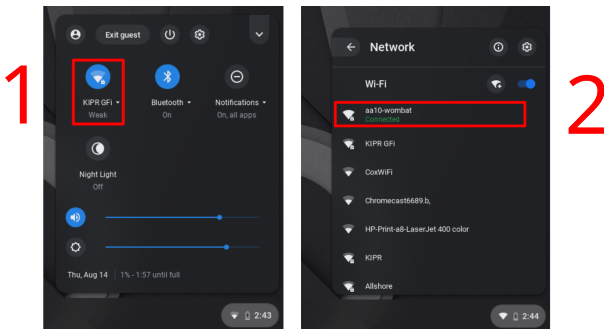 1
Exit guest
KIPR GFi
Weak
Bluetooth
On
Notifications
On, all apps
Night Light
Off
Thu, Aug 14 | 1% - 1:57 until full
2:43
2
Network
Wi-Fi
aa10-wombat
Connected
KIPR GFi
CoxWiFi
Chromecast6689.b,
HP-Print-a8-LaserJet 400 color
KIPR
Allshore
2:44